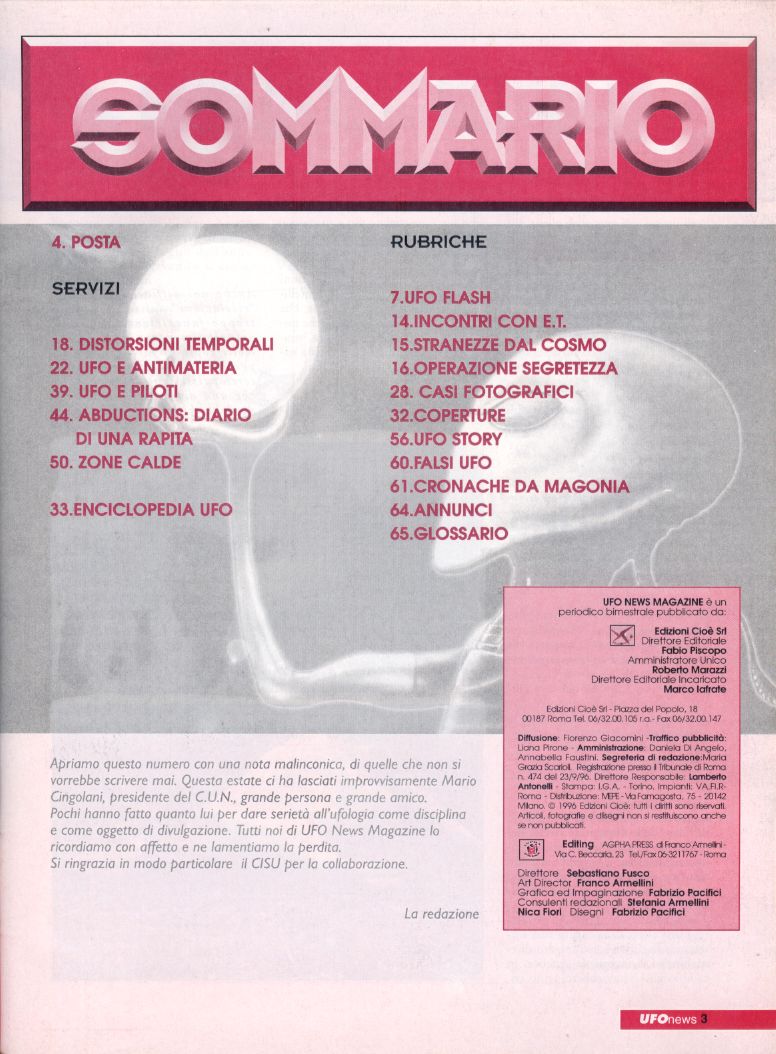 SOMMARIO
4. POSTA
SERVIZI
18. DISTORSIONI TEMPORALI
22. UFO E ANTIMATERIA
39. UFO E PILOTI
44. ABDUCTIONS: DIARIO
DI UNA RAPITA
50. ZONE CALDE
33.ENCICLOPEDIA UFO
RUBRICHE
7.UFO FLASH
14.INCONTRI CON E.T.
15.STRANEZZE DAL COSMO
16.OPERAZIONE SEGRETEZZA
28. CASI FOTOGRAFICI
32.COPERTURE
56.UFO STORY
60.FALSI UFO
61.CRONACHE DA MAGONIA
64.ANNUNCI
65.GLOSSARIO
Apriamo questo numero con una nota malinconica, di quelle che non si
vorrebbe scrivere mai. Questa estate ci ha lasciati improvvisamente Mario
Cingolani, presidente del C.U.N., grande persona e grande amico.
Pochi hanno fatto quanto lui per dare serietà all'ufologia come disciplina
e come oggetto di divulgazione. Tutti noi di UFO News Magazine lo
ricordiamo con affetto e ne lamentiamo la perdita.
Si ringrazia in modo particolare il CISU per la collaborazione.
La redazione
UFO NEWS MAGAZINE è un
periodico bimestrale pubblicato da:
Edizioni Cioè Srl
Direttore Editoriale
Fabio Piscopo
Amministratore Unico
Roberto Marazzi
Direttore Editoriale Incaricato
Marco Iafrate
Edizioni Cioè Srl - Piazza del Popolo, 18
00187 Roma Tel. 06/32.00.105 r.a.- Fax 06/32.00.147
Diffusione: Fiorenzo Giacomini -Traffico pubblicità:
Liana Pirone - Amministrazione: Daniela Di Angelo,
Annabella Faustini. Segreteria di redazione:Maria
Grazia Scarioli. Registrazione presso il Tribunale di Roma
n. 474 del 23/9/96. Direttore Responsabile: Lamberto
Antonelli - Stampa: I.G.A. - Torino. Impianti: VA.FI.R-
Roma - Distribuzione: MEPE - Via Famagosta, 75 - 20142
Milano. © 1996 Edizioni Cioè: tutti i diritti sono riservati.
Articoli, fotografie e disegni non si restituiscono anche
se non pubblicati.
Editing AGPHA PRESS di Franco Armellini -
Via C. Beccaria, 23 Tel./Fax 06-3211767 - Roma
Direttore Sebastiano Fusco
Art Director Franco Armellini
Grafica ed Impaginazione Fabrizio Pacifici
Consulenti redazionali Stefania Armellini
Nica Fiori Disegni Fabrizio Pacifici
UFOnews 3